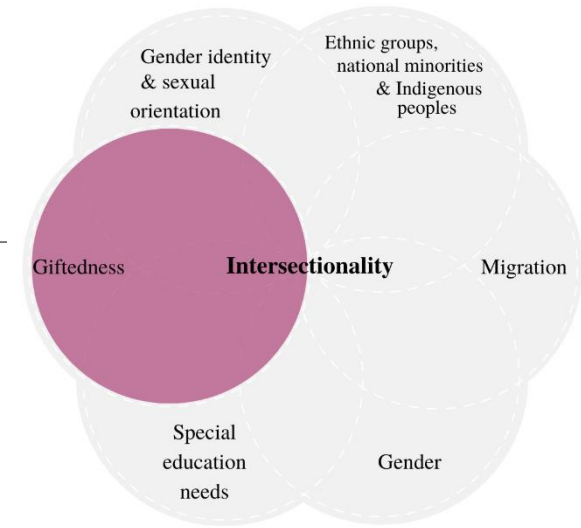 Gender identity
& sexual
orientation
Ethnic groups,
national minorities
& Indigenous
peoples
Giftedness
Intersectionality
Migration
Special
education
needs
Gender